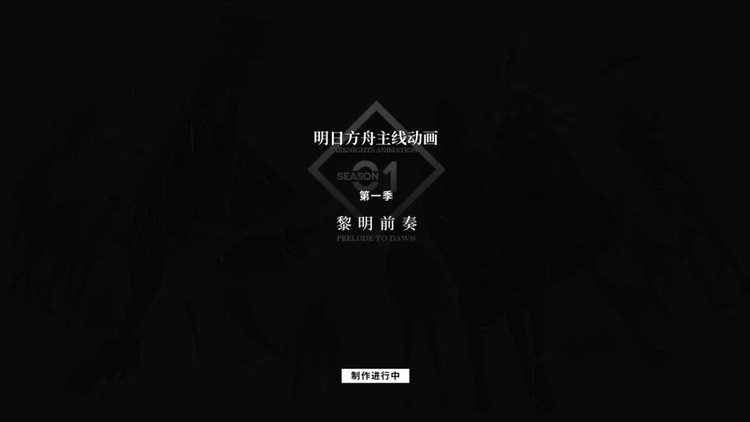 明日方舟主线动画
ARKNIGHTS ANIMATION
SEASON 01
第一季
黎明前奏
PRELUDE TO DAWN
制作进行中